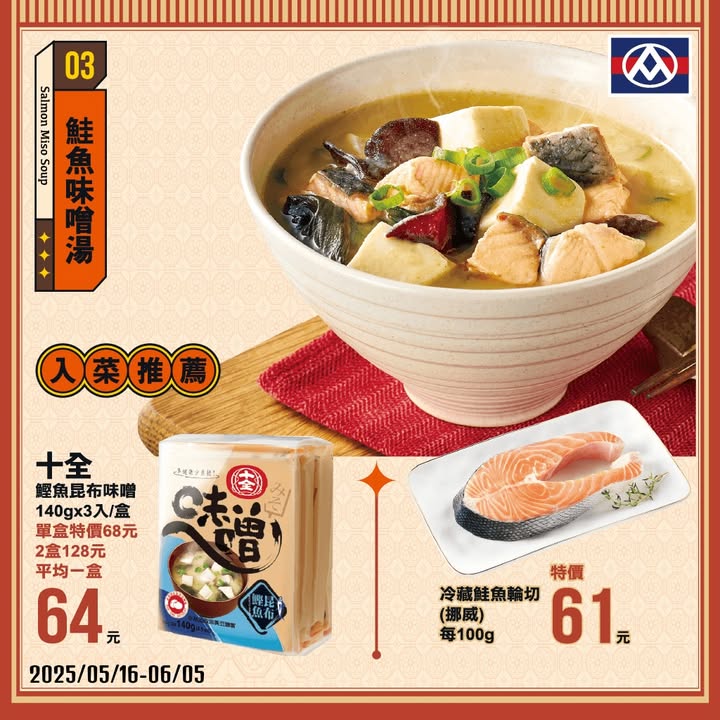 03
Salmon Miso Soup
鮭魚味噌湯
入菜推薦
十全
鰹魚昆布味噌
140gx3入/盒
單盒特價68元
2盒128元
平均一盒
64元
十全
味噌
鰹魚
昆布
140g
特價
冷藏鮭魚輪切
(挪威)
每100g
61元
2025/05/16-06/05